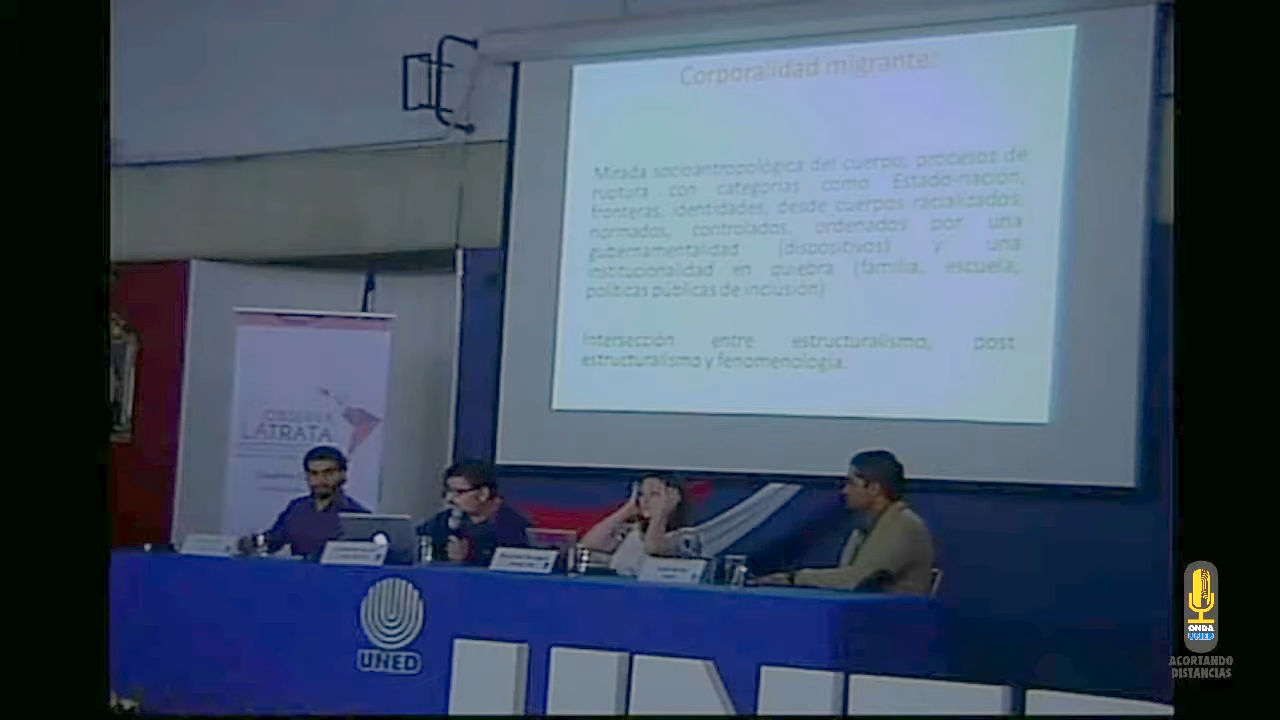 Corporalidad migrante:
Mirada socioantropológica del cuerpo; procesos de
ruptura con categorías como Estado-nación,
fronteras, identidades, desde cuerpos racializados,
normados, controlados, ordenados por una
gubernamentalidad (dispositivos) y una
institucionalidad en quiebra (familia, escuela,
políticas públicas de inclusión)
Intersección entre estructuralismo, post
estructuralismo y fenomenología.
LATRATA
UNED
ONDA
UNED
ACORTANDO
DISTANCIAS